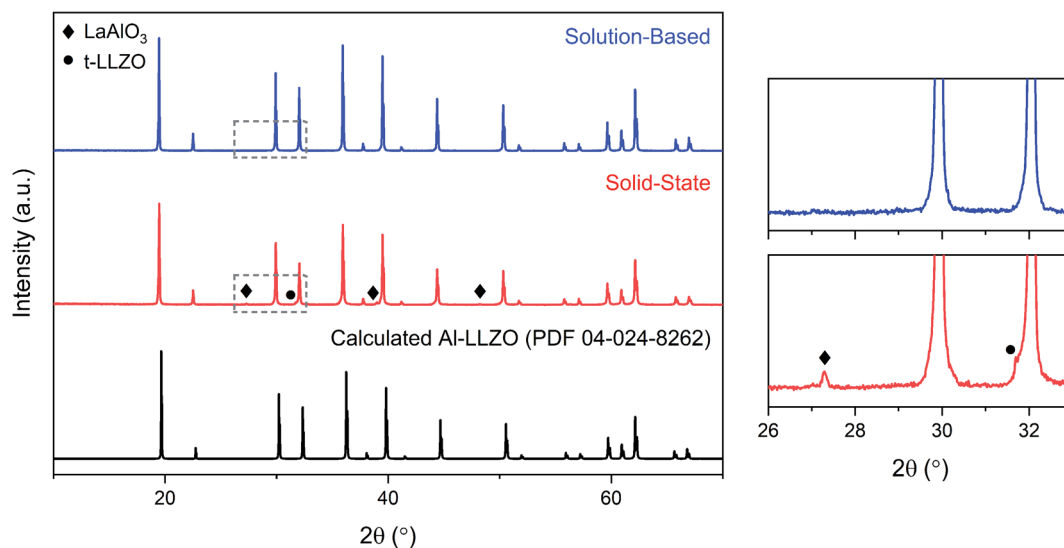 ◆ LaAlO₃
● t-LLZO
Solution-Based
Solid-State
Calculated Al-LLZO (PDF 04-024-8262)
Intensity (a.u.)
20 40 60
2θ (°)
26 28 30 32
2θ (°)